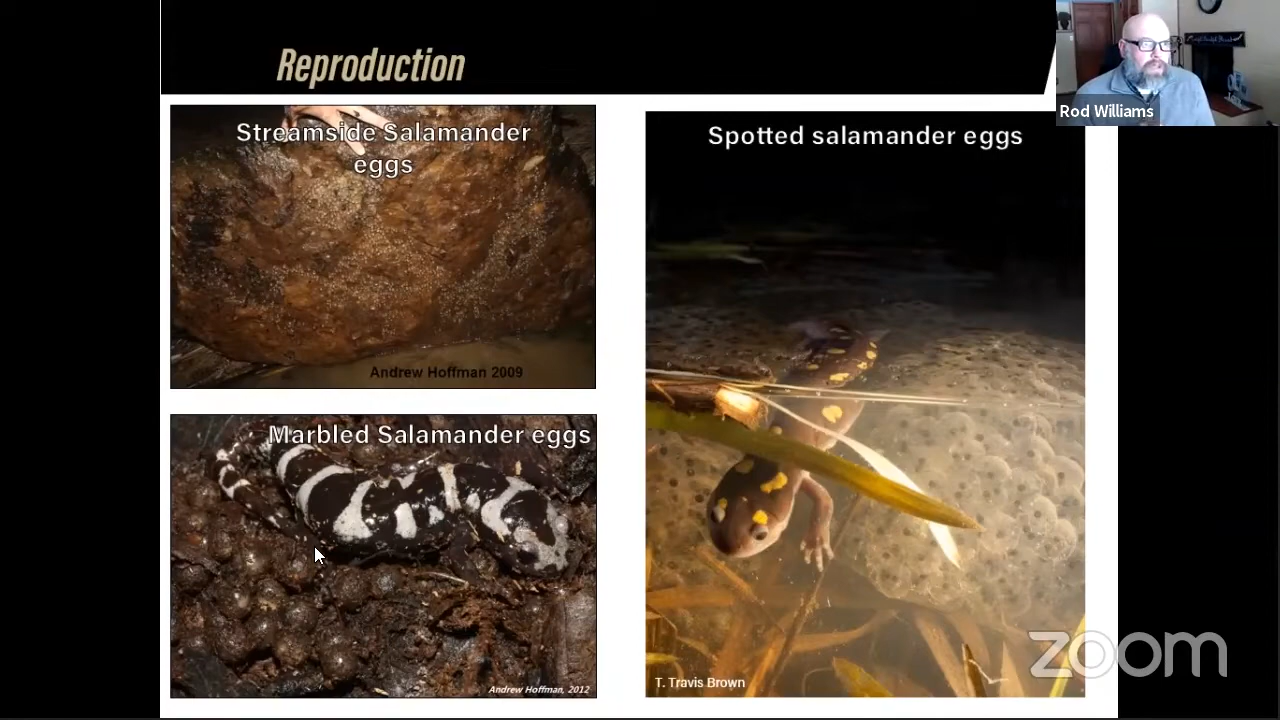 Reproduction
Rod Williams
Streamside Salamander
eggs
Andrew Hoffman 2009
Marbled Salamander eggs
Andrew Hoffman, 2012
Spotted salamander eggs
T. Travis Brown
zoom